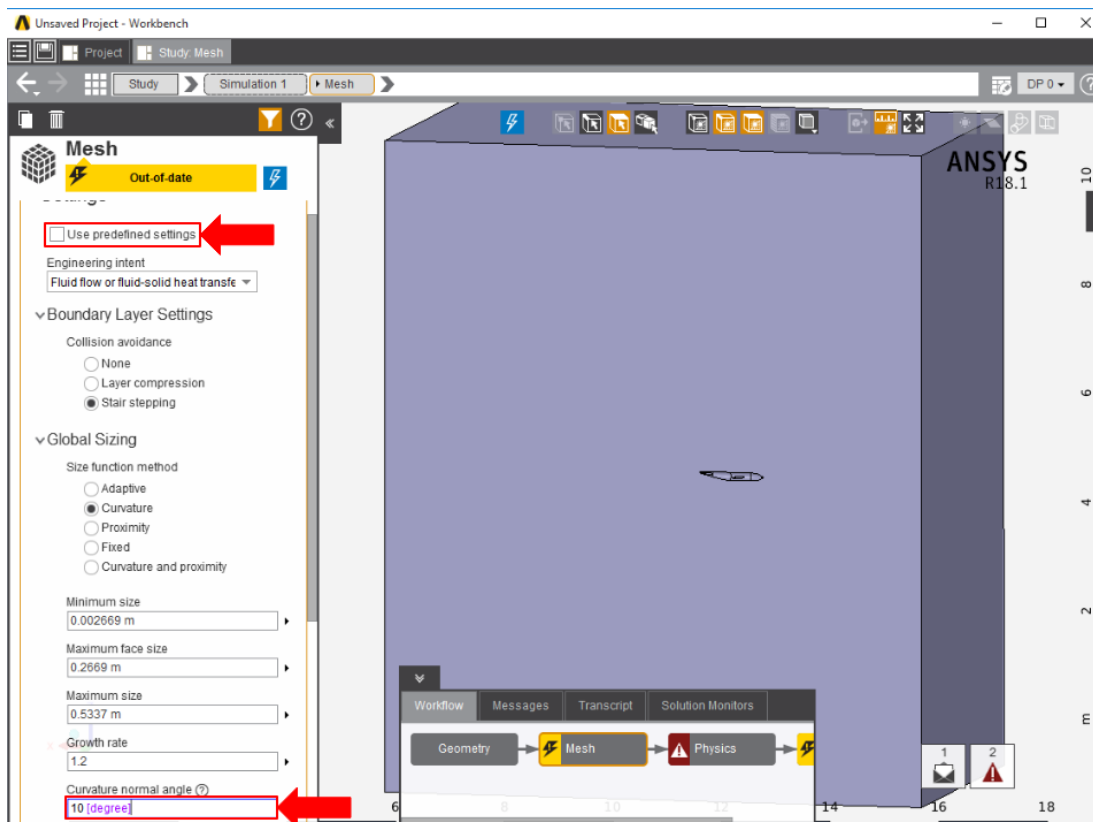 Unsaved Project - Workbench
Project
Study: Mesh
Study
Simulation 1
Mesh
DP 0
Mesh
Out-of-date
Use predefined settings
Engineering intent
Fluid flow or fluid-solid heat transfe
Boundary Layer Settings
Collision avoidance
None
Layer compression
Stair stepping
Global Sizing
Size function method
Adaptive
Curvature
Proximity
Fixed
Curvature and proximity
Minimum size
0.002669 m
Maximum face size
0.2669 m
Maximum size
0.5337 m
Growth rate
1.2
Curvature normal angle
10 [degree]
ANSYS
R18.1
10
8
6
4
2
m
Workflow
Messages
Transcript
Solution Monitors
Geometry
Mesh
Physics
1
2
6
8
10
12
14
16
18